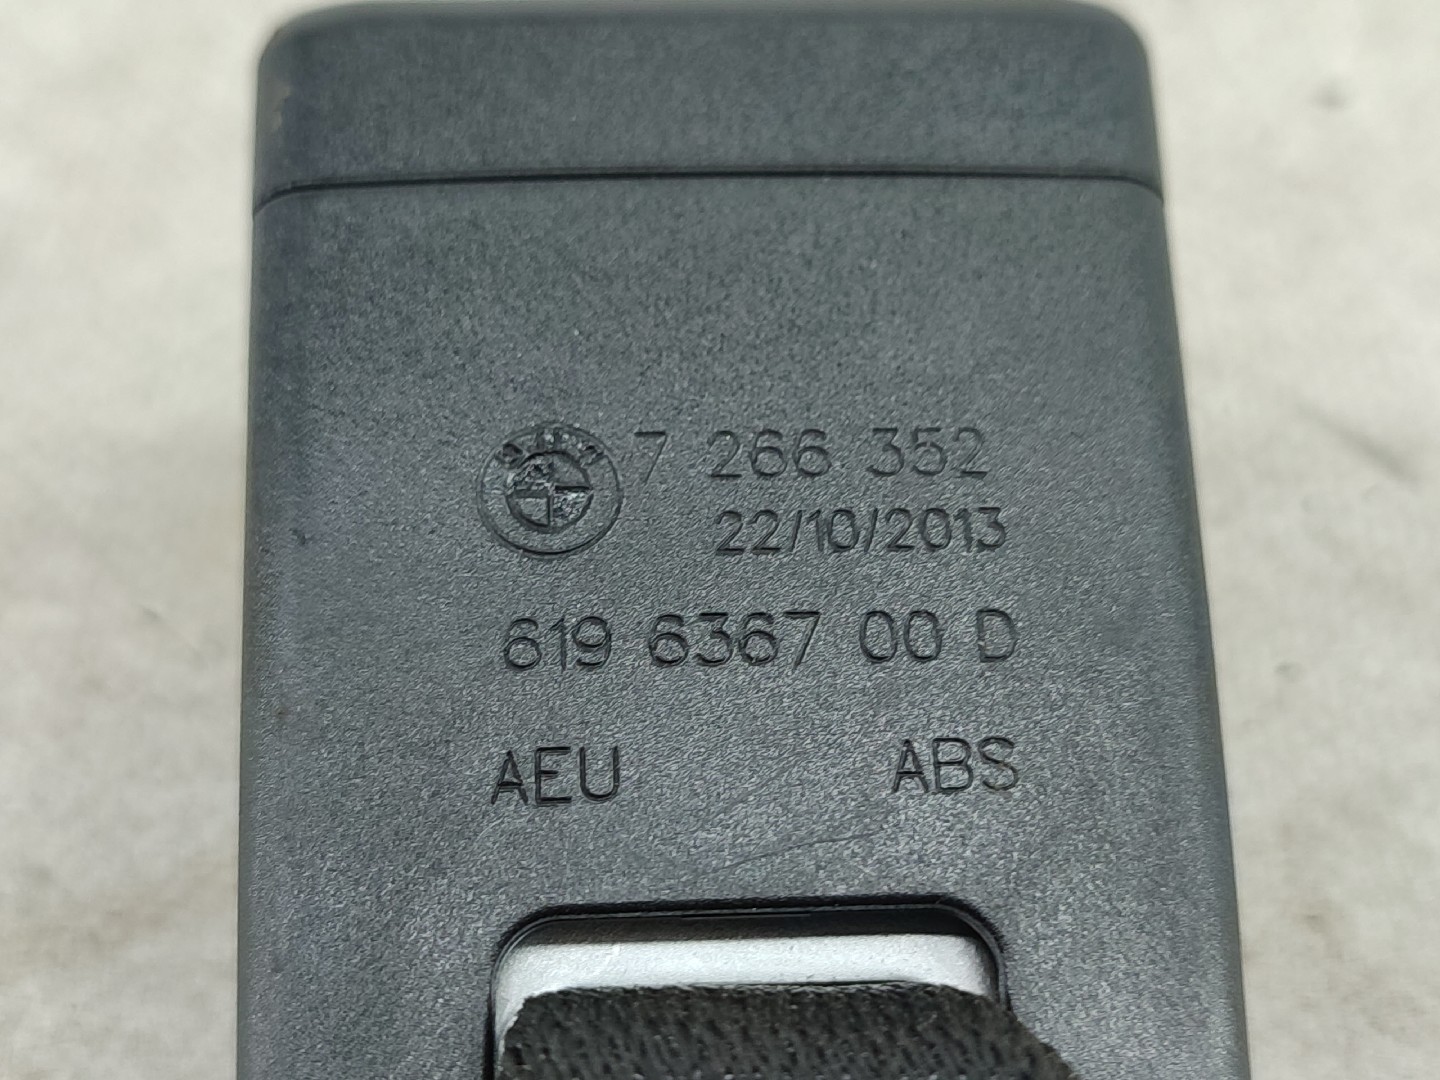 7 266 352
22/10/2013
619 6367 00 D
AEU ABS